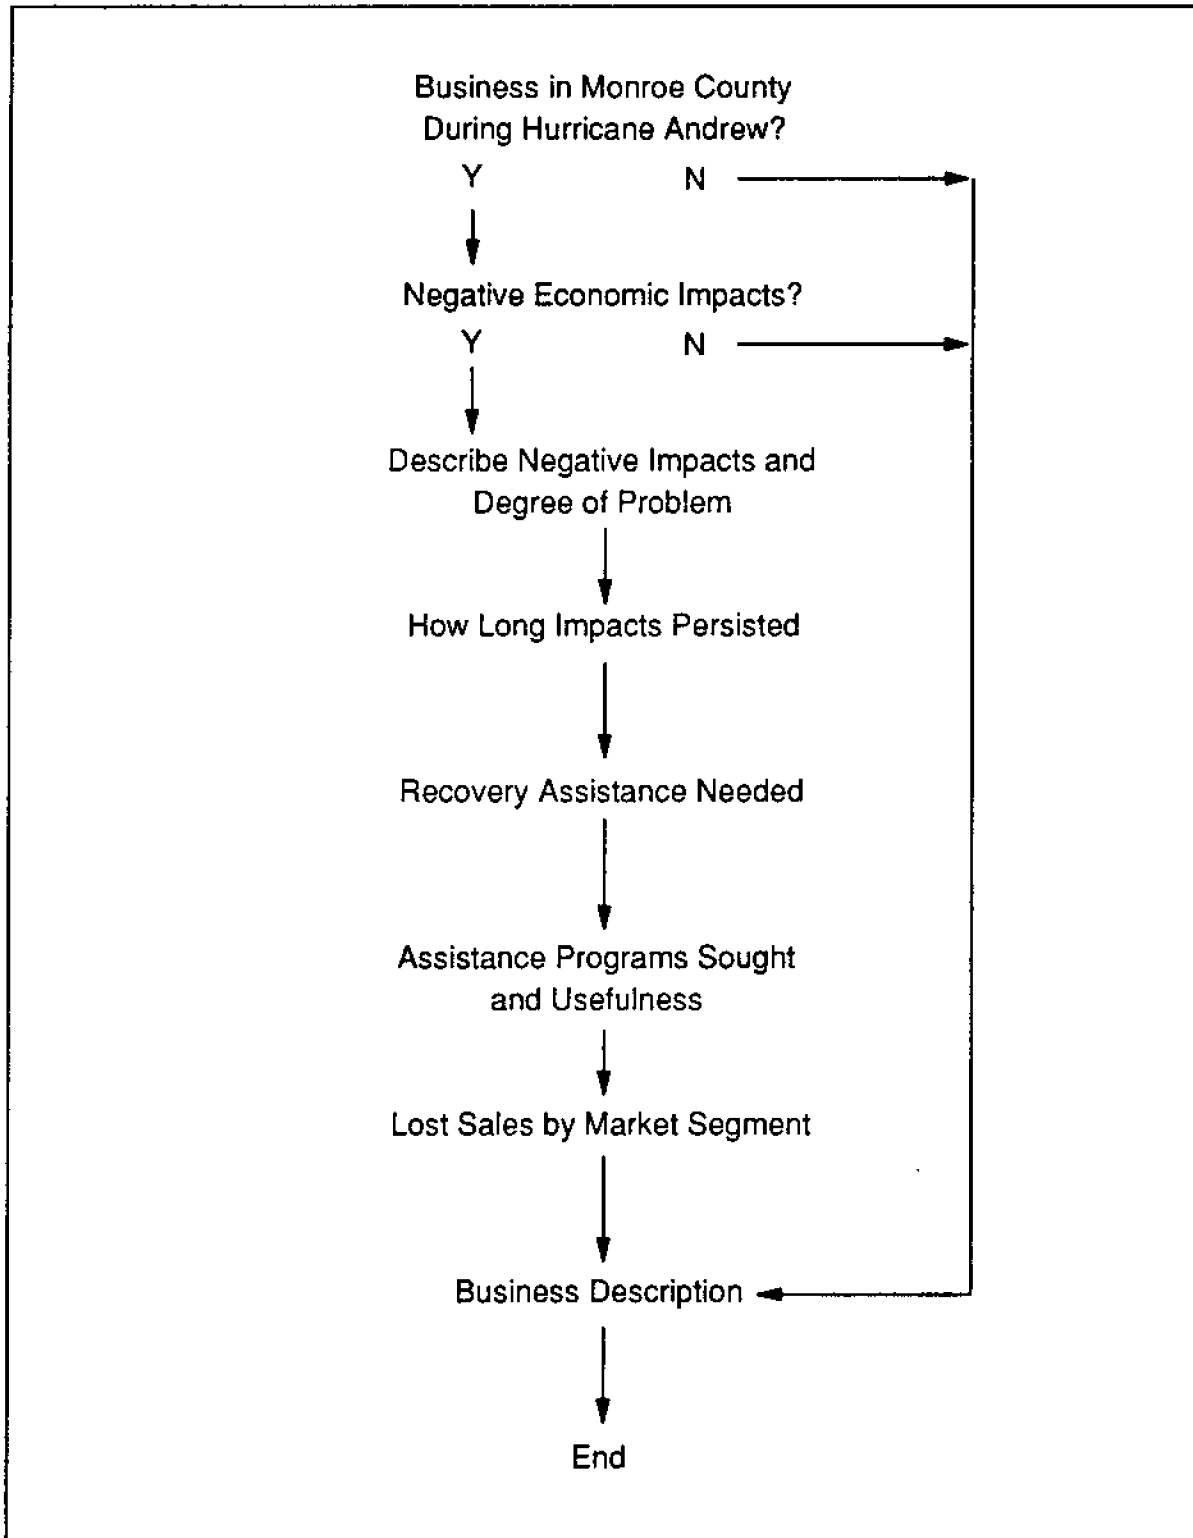 Business in Monroe County
During Hurricane Andrew?
Y N
Negative Economic Impacts?
Y N
Describe Negative Impacts and
Degree of Problem
How Long Impacts Persisted
Recovery Assistance Needed
Assistance Programs Sought
and Usefulness
Lost Sales by Market Segment
Business Description
End